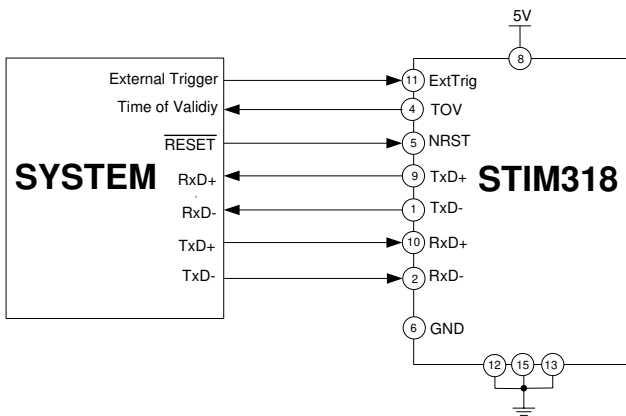 5V
8
External Trigger 11 ExtTrig
Time of Validiy 4 TOV
RESET 5 NRST
SYSTEM STIM318
RxD+ 9 TxD+
RxD- 1 TxD-
TxD+ 10 RxD+
TxD- 2 RxD-
6 GND
12 15 13